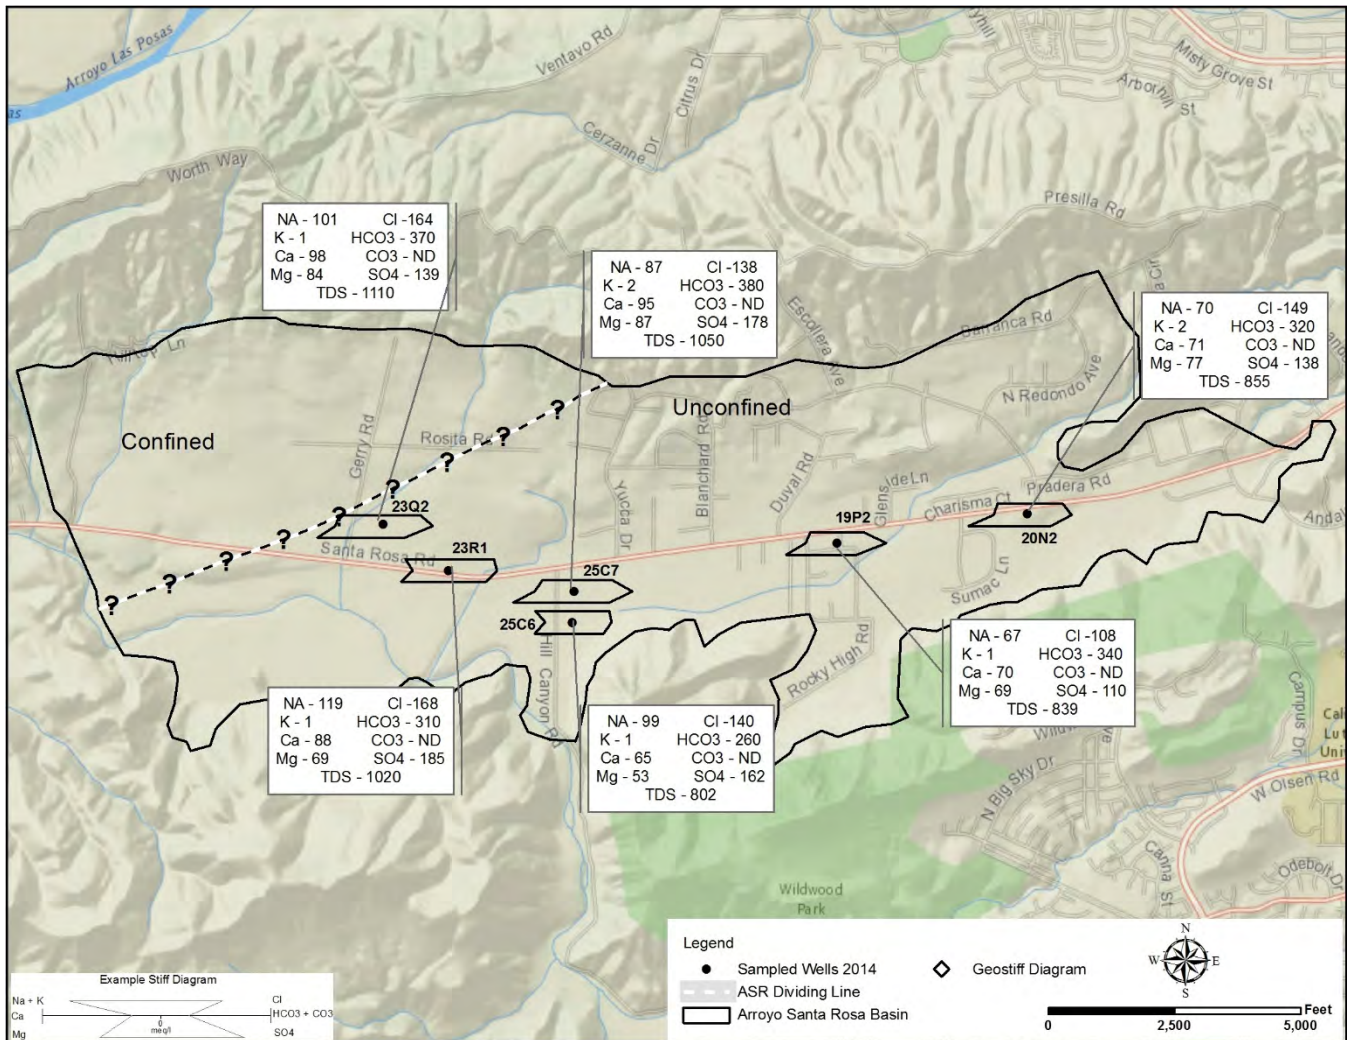 Arroyo Las Posas
as
Ventavo Rd
Citrus Dr
Cerzanne Dr
yhill
Misty Grove St
Arborhill St
Worth Way
Presilla Rd
NA - 101 Cl -164
K - 1 HCO3 - 370
Ca - 98 CO3 - ND
Mg - 84 SO4 - 139
TDS - 1110
NA - 87 Cl -138
K - 2 HCO3 - 380
Ca - 95 CO3 - ND
Mg - 87 SO4 - 178
TDS - 1050
NA - 70 Cl -149
K - 2 HCO3 - 320
Ca - 71 CO3 - ND
Mg - 77 SO4 - 138
TDS - 855
Hilltop Ln
Escollera Ave
Barranca Rd
N Redondo Ave
Confined
Unconfined
Gerry Rd
Rosita Rd
Yucca Dr
Blanchard Rd
Duval Rd
Glenside Ln
Charisma Ct
Pradera Rd
? ? ? ? ? ? ? ? ?
23Q2
19P2
20N2
Santa Rosa Rd
23R1
25C7
25C6
Sumac Ln
Hill Canyon Rd
Rocky High Rd
NA - 67 Cl -108
K - 1 HCO3 - 340
Ca - 70 CO3 - ND
Mg - 69 SO4 - 110
TDS - 839
NA - 119 Cl -168
K - 1 HCO3 - 310
Ca - 88 CO3 - ND
Mg - 69 SO4 - 185
TDS - 1020
NA - 99 Cl -140
K - 1 HCO3 - 260
Ca - 65 CO3 - ND
Mg - 53 SO4 - 162
TDS - 802
Campus Dr
Cal
Lut
Univ
W Olsen Rd
N Big Sky Dr
Canna St
Odebolt Dr
Wildwood
Park
Legend
Sampled Wells 2014
Geostiff Diagram
ASR Dividing Line
Arroyo Santa Rosa Basin
N
W E
S
Feet
0 2,500 5,000
Example Stiff Diagram
Na + K Cl
Ca HCO3 + CO3
0
meq/l
Mg SO4